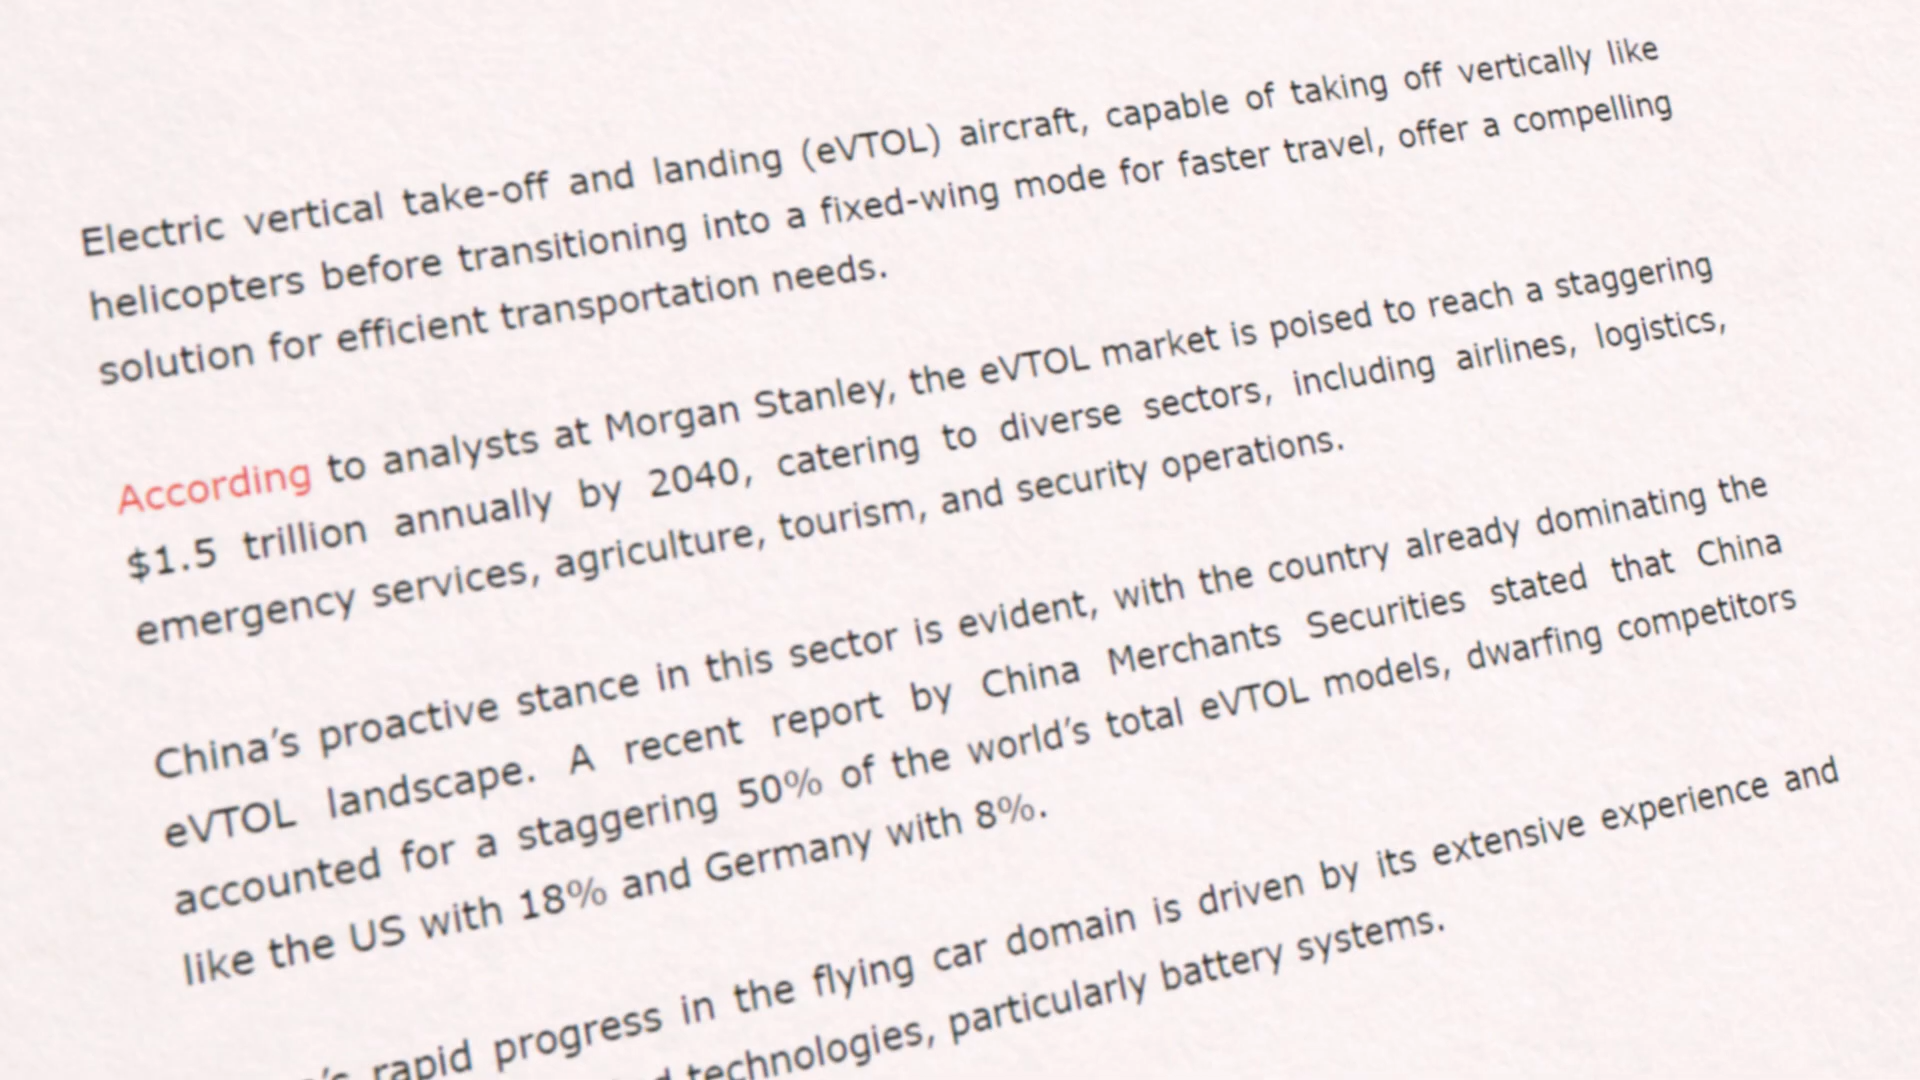 Electric vertical take-off and landing (eVTOL) aircraft, capable of taking off vertically like
helicopters before transitioning into a fixed-wing mode for faster travel, offer a compelling
solution for efficient transportation needs.
According to analysts at Morgan Stanley, the eVTOL market is poised to reach a staggering
$1.5 trillion annually by 2040, catering to diverse sectors, including airlines, logistics,
emergency services, agriculture, tourism, and security operations.
China’s proactive stance in this sector is evident, with the country already dominating the
eVTOL landscape. A recent report by China Merchants Securities stated that China
accounted for a staggering 50% of the world’s total eVTOL models, dwarfing competitors
like the US with 18% and Germany with 8%.
rapid progress in the flying car domain is driven by its extensive experience and
technologies, particularly battery systems.